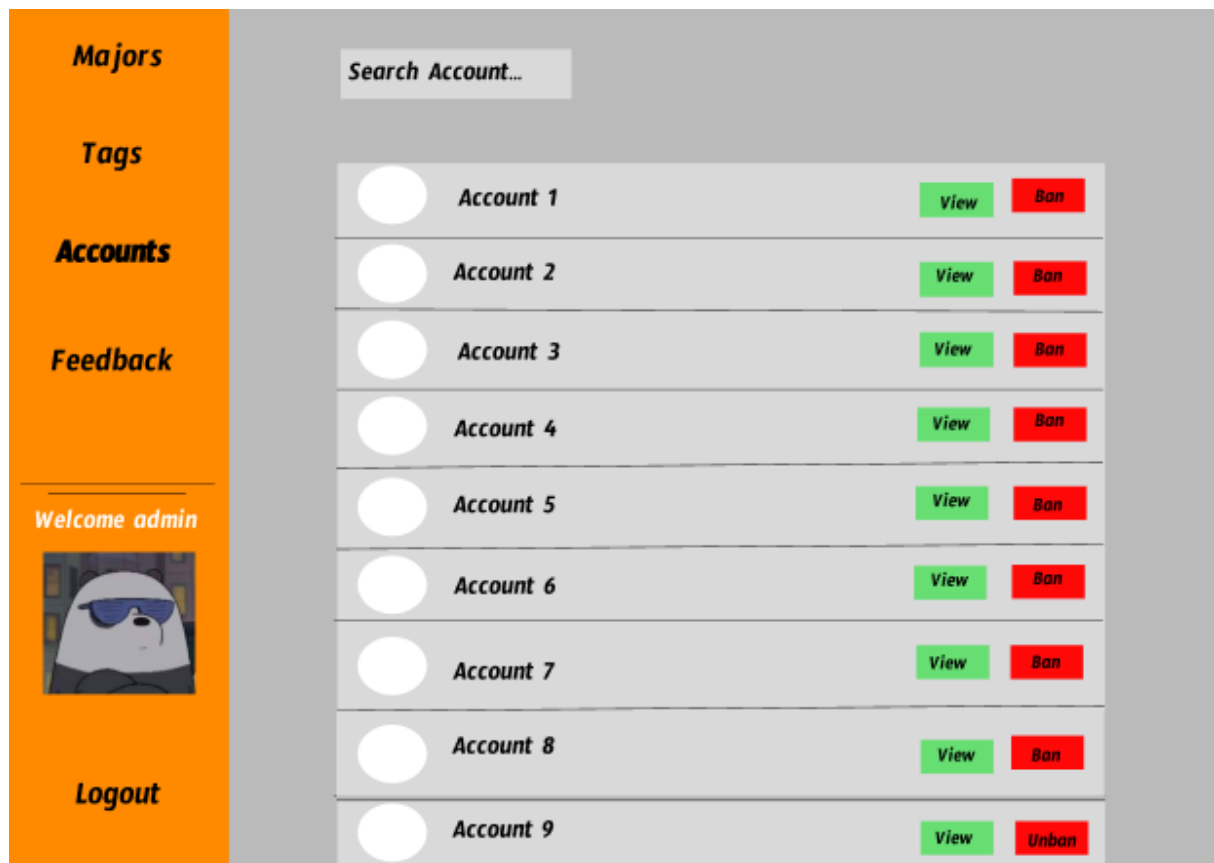 Majors
Tags
Accounts
Feedback
Welcome admin
Logout
Search Account...
Account 1 View Ban
Account 2 View Ban
Account 3 View Ban
Account 4 View Ban
Account 5 View Ban
Account 6 View Ban
Account 7 View Ban
Account 8 View Ban
Account 9 View Unban